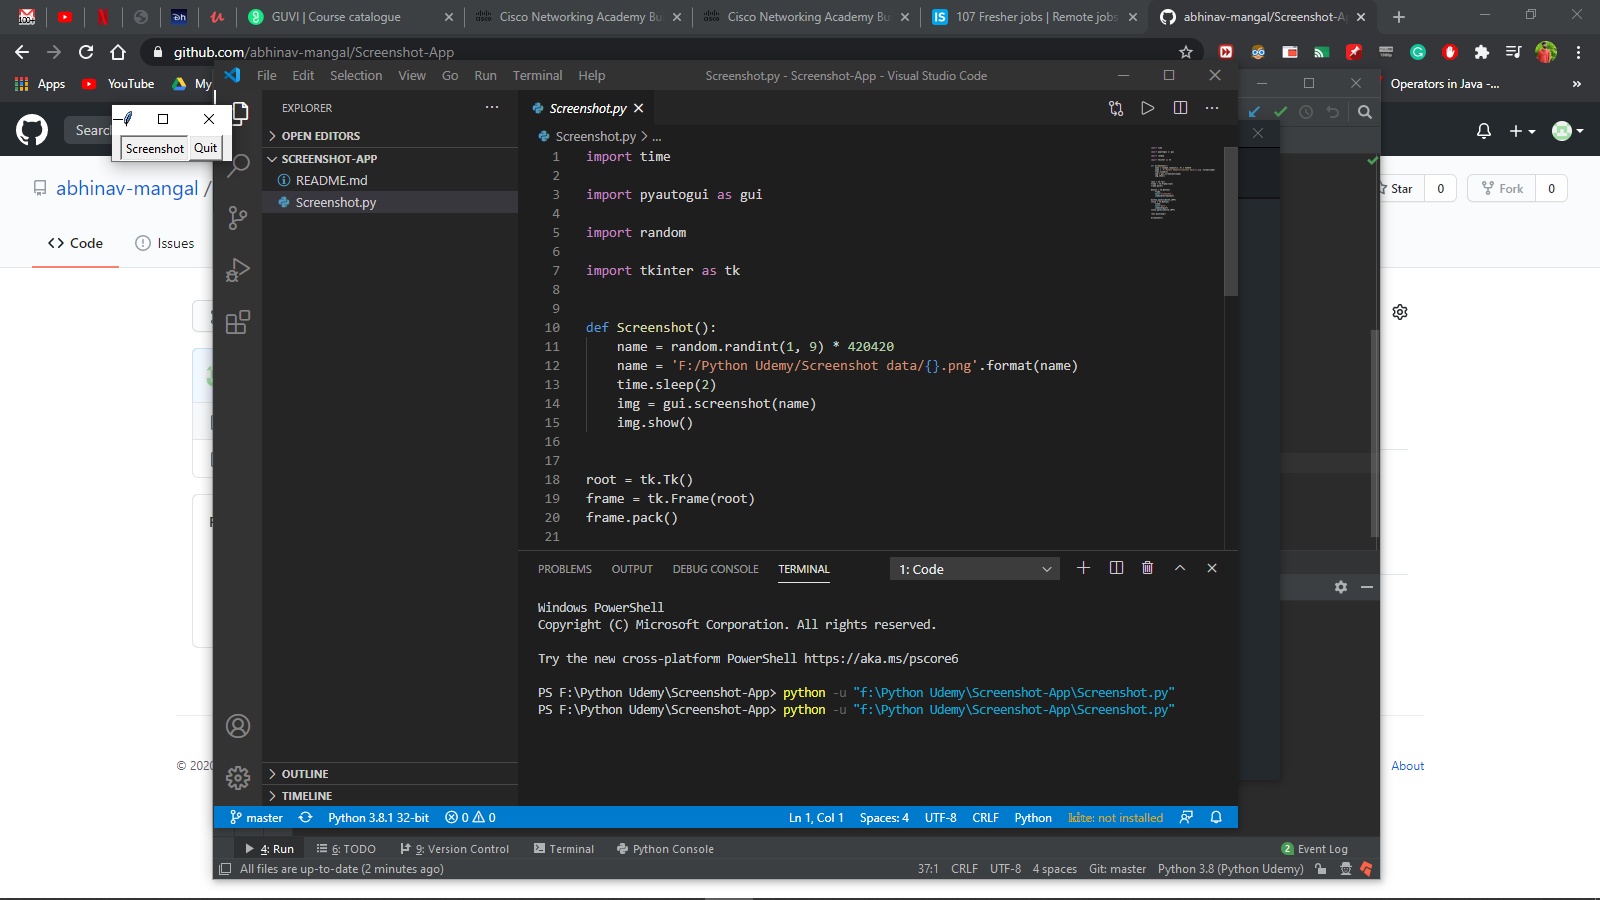 100+
GUVI | Course catalogue
Cisco Networking Academy Bu
Cisco Networking Academy Bu
107 Fresher jobs | Remote jobs
abhinav-mangal/Screenshot-A
github.com/abhinav-mangal/Screenshot-App
Apps
YouTube
My
Operators in Java -...
»
File Edit Selection View Go Run Terminal Help
Screenshot.py - Screenshot-App - Visual Studio Code
Search
Screenshot
Quit
abhinav-mangal /
Star 0
Fork 0
Code
Issues
EXPLORER
OPEN EDITORS
SCREENSHOT-APP
README.md
Screenshot.py
Screenshot.py
Screenshot.py > ...
1 import time
2
3 import pyautogui as gui
4
5 import random
6
7 import tkinter as tk
8
9
10 def Screenshot():
11 name = random.randint(1, 9) * 420420
12 name = 'F:/Python Udemy/Screenshot data/{}.png'.format(name)
13 time.sleep(2)
14 img = gui.screenshot(name)
15 img.show()
16
17
18 root = tk.Tk()
19 frame = tk.Frame(root)
20 frame.pack()
21
PROBLEMS OUTPUT DEBUG CONSOLE TERMINAL
1: Code
Windows PowerShell
Copyright (C) Microsoft Corporation. All rights reserved.
Try the new cross-platform PowerShell https://aka.ms/pscore6
PS F:\Python Udemy\Screenshot-App> python -u "f:\Python Udemy\Screenshot-App\Screenshot.py"
PS F:\Python Udemy\Screenshot-App> python -u "f:\Python Udemy\Screenshot-App\Screenshot.py"
© 2020
About
OUTLINE
TIMELINE
master
Python 3.8.1 32-bit
0 0
Ln 1, Col 1
Spaces: 4
UTF-8
CRLF
Python
kite: not installed
4: Run
6: TODO
9: Version Control
Terminal
Python Console
2 Event Log
All files are up-to-date (2 minutes ago)
37:1
CRLF
UTF-8
4 spaces
Git: master
Python 3.8 (Python Udemy)